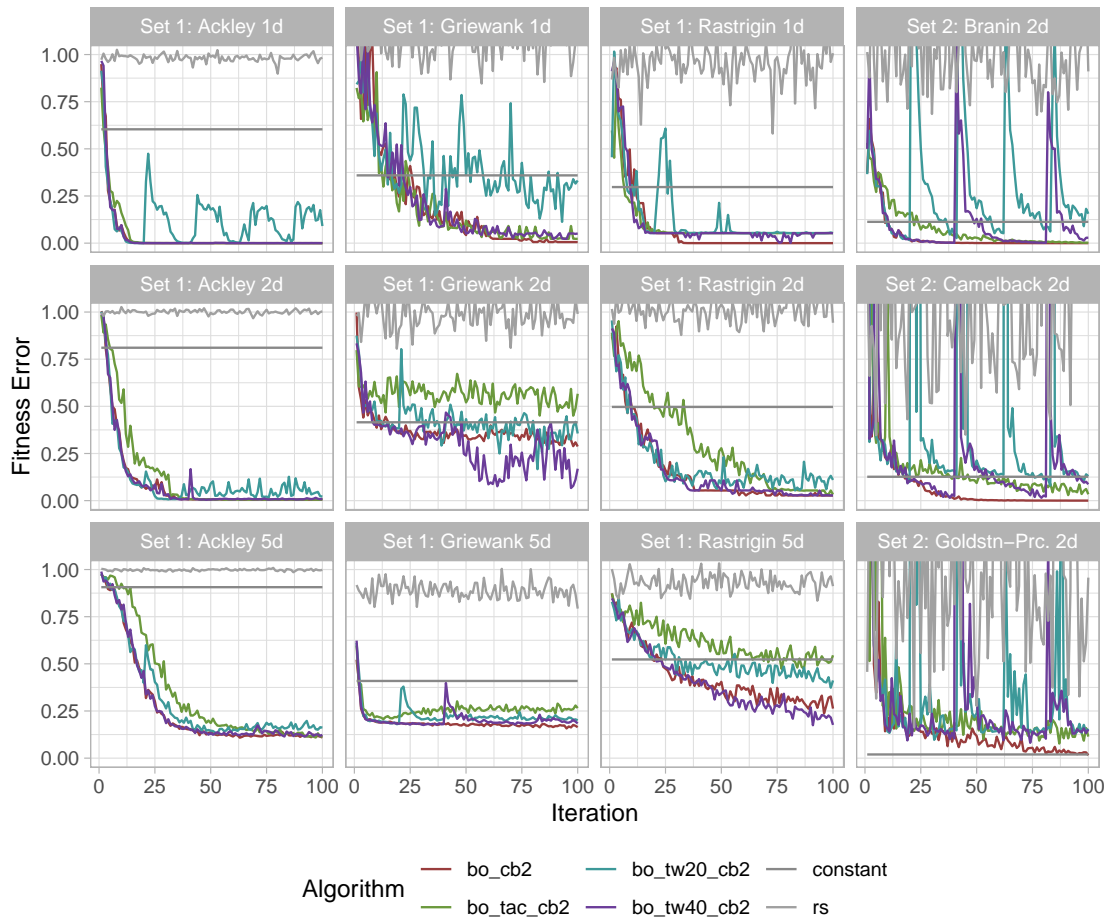 Set 1: Ackley 1d Set 1: Griewank 1d Set 1: Rastrigin 1d Set 2: Branin 2d
1.00
0.75
0.50
0.25
0.00
Set 1: Ackley 2d Set 1: Griewank 2d Set 1: Rastrigin 2d Set 2: Camelback 2d
1.00
0.75
0.50
0.25
0.00
Fitness Error
Set 1: Ackley 5d Set 1: Griewank 5d Set 1: Rastrigin 5d Set 2: Goldstn−Prc. 2d
1.00
0.75
0.50
0.25
0.00
0 25 50 75 100 0 25 50 75 100 0 25 50 75 100 0 25 50 75 100
Iteration
Algorithm
bo_cb2 bo_tw20_cb2 constant
bo_tac_cb2 bo_tw40_cb2 rs